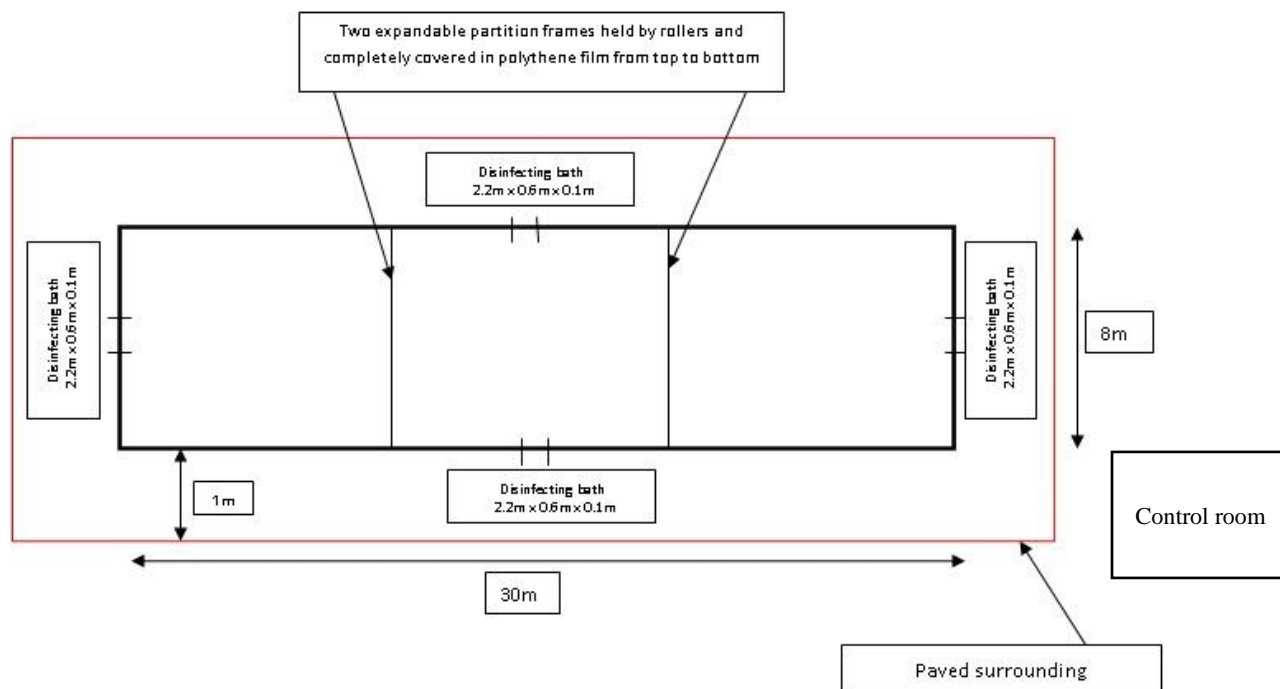 Two expandable partition frames held by rollers and
completely covered in polythene film from top to bottom
Disinfecting bath
2.2m x 0.6m x 0.1m
Disinfecting bath
2.2m x 0.6m x 0.1m
Disinfecting bath
2.2m x 0.6m x 0.1m
8m
1m
Disinfecting bath
2.2m x 0.6m x 0.1m
Control room
30m
Paved surrounding